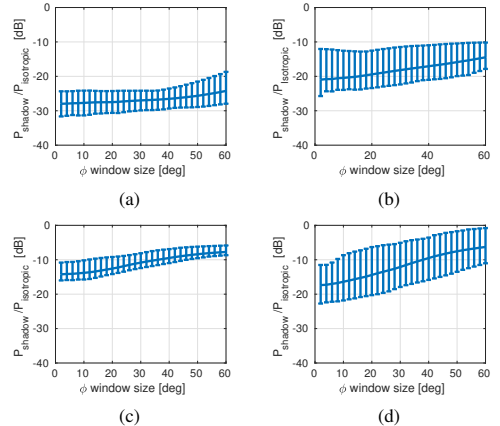 0
-10
-20
-30
-40
P_shadow/P_isotropic [dB]
0 10 20 30 40 50 60
ϕ window size [deg]
(a)
0
-10
-20
-30
-40
P_shadow/P_Isotropic [dB]
0 20 40 60
ϕ window size [deg]
(b)
0
-10
-20
-30
-40
P_shadow/P_isotropic [dB]
0 10 20 30 40 50 60
ϕ window size [deg]
(c)
0
-10
-20
-30
-40
P_shadow/P_isotropic [dB]
0 10 20 30 40 50 60
ϕ window size [deg]
(d)